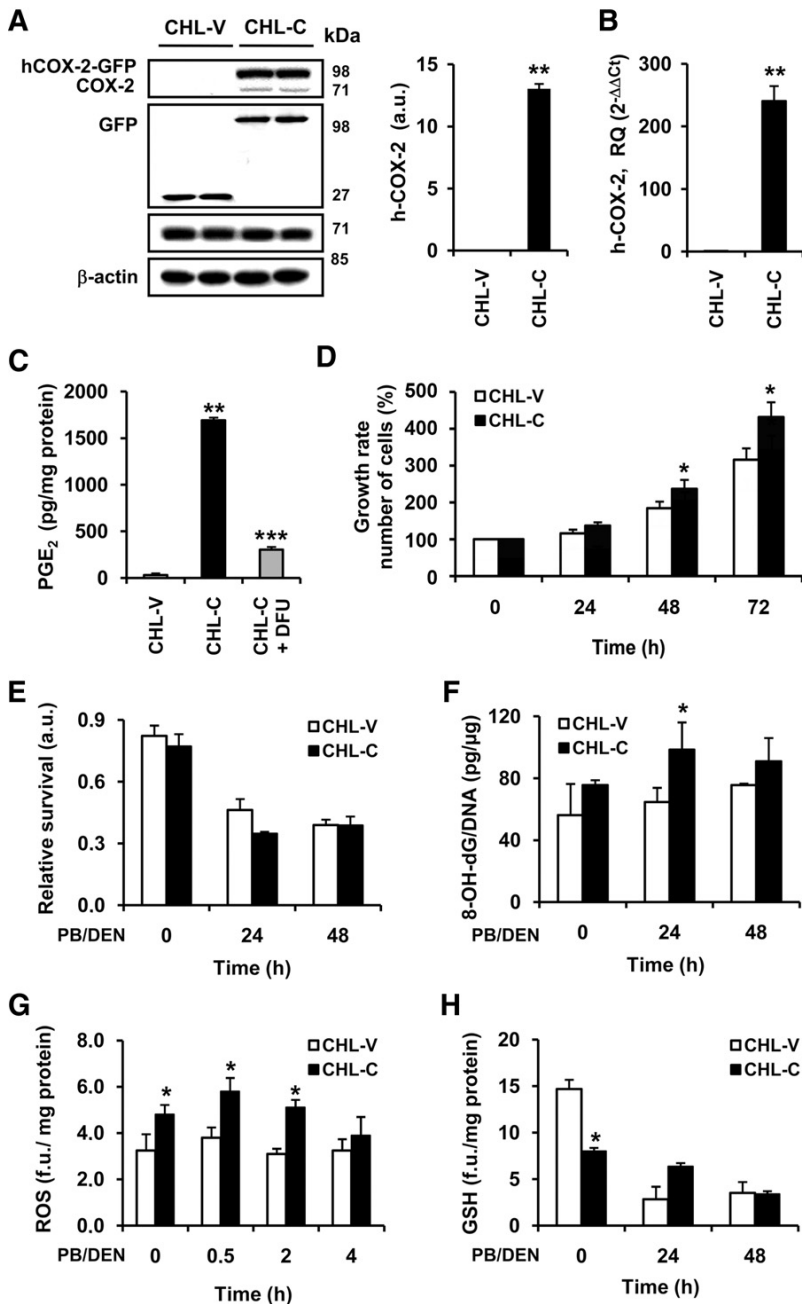 A
CHL-V CHL-C kDa
hCOX-2-GFP 98
COX-2 71
GFP 98
27
71
85
β-actin
h-COX-2 (a.u.)
15
10
5
0
**
CHL-V
CHL-C
B
h-COX-2, RQ (2-ΔΔCt)
300
200
100
0
**
CHL-V
CHL-C
C
PGE2 (pg/mg protein)
2000
1500
1000
500
0
**
***
CHL-V
CHL-C
CHL-C
+ DFU
D
Growth rate
number of cells (%)
500
400
300
200
100
0
CHL-V
CHL-C
*
*
0 24 48 72
Time (h)
E
Relative survival (a.u.)
0.9
0.6
0.3
0.0
CHL-V
CHL-C
PB/DEN 0 24 48
Time (h)
F
8-OH-dG/DNA (pg/µg)
120
80
60
40
0
CHL-V
CHL-C
*
PB/DEN 0 24 48
Time (h)
G
ROS (f.u./ mg protein)
8.0
6.0
4.0
2.0
0.0
CHL-V
CHL-C
*
*
*
PB/DEN 0 0.5 2 4
Time (h)
H
GSH (f.u./mg protein)
20
15
10
5
0
CHL-V
CHL-C
*
PB/DEN 0 24 48
Time (h)